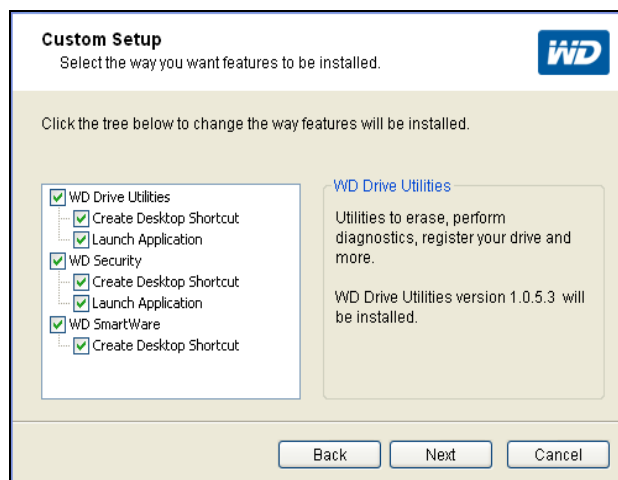 Custom Setup
Select the way you want features to be installed.
WD
Click the tree below to change the way features will be installed.
WD Drive Utilities
Create Desktop Shortcut
Launch Application
WD Security
Create Desktop Shortcut
Launch Application
WD SmartWare
Create Desktop Shortcut
WD Drive Utilities
Utilities to erase, perform
diagnostics, register your drive and
more.
WD Drive Utilities version 1.0.5.3 will
be installed.
Back
Next
Cancel